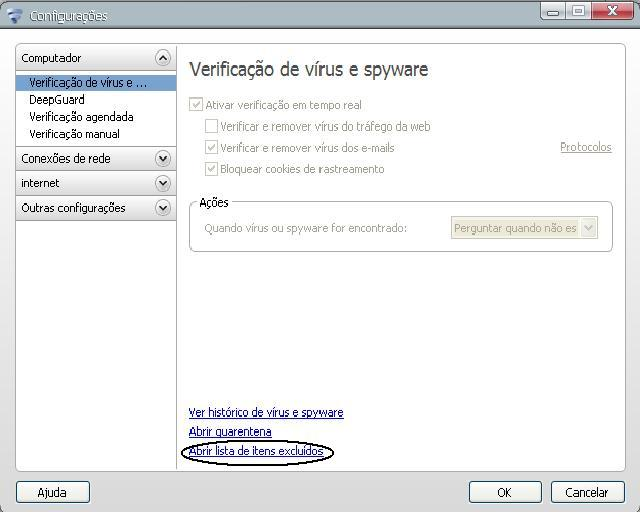 Configurações
Computador
Verificação de vírus e ...
DeepGuard
Verificação agendada
Verificação manual
Conexões de rede
internet
Outras configurações
Verificação de vírus e spyware
Ativar verificação em tempo real
Verificar e remover vírus do tráfego da web
Verificar e remover vírus dos e-mails
Protocolos
Bloquear cookies de rastreamento
Ações
Quando vírus ou spyware for encontrado:
Perguntar quando não es
Ver histórico de vírus e spyware
Abrir quarentena
Abrir lista de itens excluídos
Ajuda
OK
Cancelar